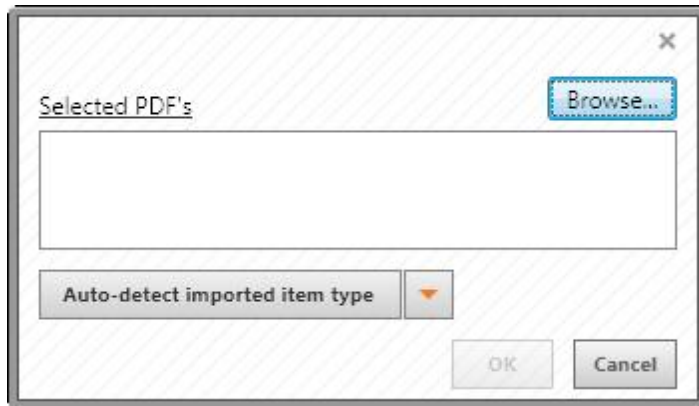 Selected PDF's
Browse...
Auto-detect imported item type
OK
Cancel